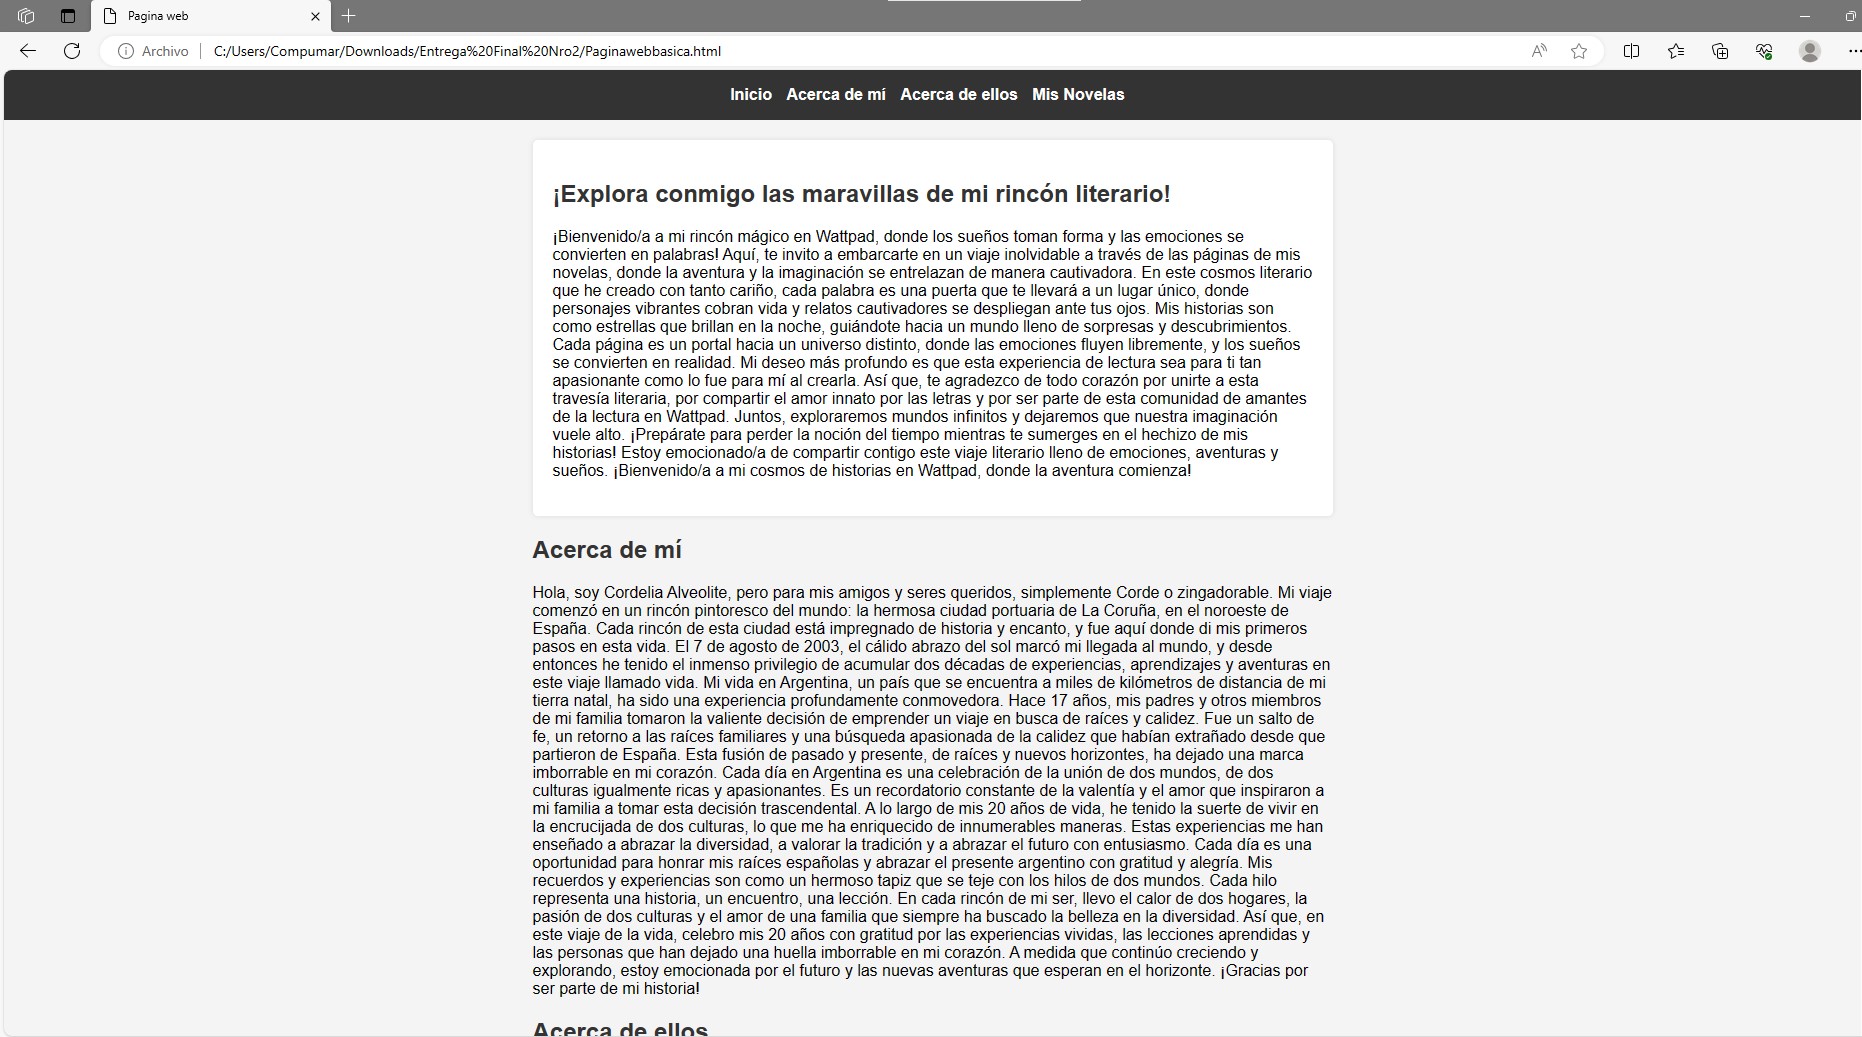 Pagina web
Archivo
C:/Users/Compumar/Downloads/Entrega%20Final%20Nro2/Paginawebbasica.html
Inicio Acerca de mí Acerca de ellos Mis Novelas
¡Explora conmigo las maravillas de mi rincón literario!
¡Bienvenido/a a mi rincón mágico en Wattpad, donde los sueños toman forma y las emociones se
convierten en palabras! Aquí, te invito a embarcarte en un viaje inolvidable a través de las páginas de mis
novelas, donde la aventura y la imaginación se entrelazan de manera cautivadora. En este cosmos literario
que he creado con tanto cariño, cada palabra es una puerta que te llevará a un lugar único, donde
personajes vibrantes cobran vida y relatos cautivadores se despliegan ante tus ojos. Mis historias son
como estrellas que brillan en la noche, guiándote hacia un mundo lleno de sorpresas y descubrimientos.
Cada página es un portal hacia un universo distinto, donde las emociones fluyen libremente, y los sueños
se convierten en realidad. Mi deseo más profundo es que esta experiencia de lectura sea para ti tan
apasionante como lo fue para mí al crearla. Así que, te agradezco de todo corazón por unirte a esta
travesía literaria, por compartir el amor innato por las letras y por ser parte de esta comunidad de amantes
de la lectura en Wattpad. Juntos, exploraremos mundos infinitos y dejaremos que nuestra imaginación
vuele alto. ¡Prepárate para perder la noción del tiempo mientras te sumerges en el hechizo de mis
historias! Estoy emocionado/a de compartir contigo este viaje literario lleno de emociones, aventuras y
sueños. ¡Bienvenido/a a mi cosmos de historias en Wattpad, donde la aventura comienza!
Acerca de mí
Hola, soy Cordelia Alveolite, pero para mis amigos y seres queridos, simplemente Corde o zingadorable. Mi viaje
comenzó en un rincón pintoresco del mundo: la hermosa ciudad portuaria de La Coruña, en el noroeste de
España. Cada rincón de esta ciudad está impregnado de historia y encanto, y fue aquí donde di mis primeros
pasos en esta vida. El 7 de agosto de 2003, el cálido abrazo del sol marcó mi llegada al mundo, y desde
entonces he tenido el inmenso privilegio de acumular dos décadas de experiencias, aprendizajes y aventuras en
este viaje llamado vida. Mi vida en Argentina, un país que se encuentra a miles de kilómetros de distancia de mi
tierra natal, ha sido una experiencia profundamente conmovedora. Hace 17 años, mis padres y otros miembros
de mi familia tomaron la valiente decisión de emprender un viaje en busca de raíces y calidez. Fue un salto de
fe, un retorno a las raíces familiares y una búsqueda apasionada de la calidez que habían extrañado desde que
partieron de España. Esta fusión de pasado y presente, de raíces y nuevos horizontes, ha dejado una marca
imborrable en mi corazón. Cada día en Argentina es una celebración de la unión de dos mundos, de dos
culturas igualmente ricas y apasionantes. Es un recordatorio constante de la valentía y el amor que inspiraron a
mi familia a tomar esta decisión trascendental. A lo largo de mis 20 años de vida, he tenido la suerte de vivir en
la encrucijada de dos culturas, lo que me ha enriquecido de innumerables maneras. Estas experiencias me han
enseñado a abrazar la diversidad, a valorar la tradición y a abrazar el futuro con entusiasmo. Cada día es una
oportunidad para honrar mis raíces españolas y abrazar el presente argentino con gratitud y alegría. Mis
recuerdos y experiencias son como un hermoso tapiz que se teje con los hilos de dos mundos. Cada hilo
representa una historia, un encuentro, una lección. En cada rincón de mi ser, llevo el calor de dos hogares, la
pasión de dos culturas y el amor de una familia que siempre ha buscado la belleza en la diversidad. Así que, en
este viaje de la vida, celebro mis 20 años con gratitud por las experiencias vividas, las lecciones aprendidas y
las personas que han dejado una huella imborrable en mi corazón. A medida que continúo creciendo y
explorando, estoy emocionada por el futuro y las nuevas aventuras que esperan en el horizonte. ¡Gracias por
ser parte de mi historia!
Acerca de ellos